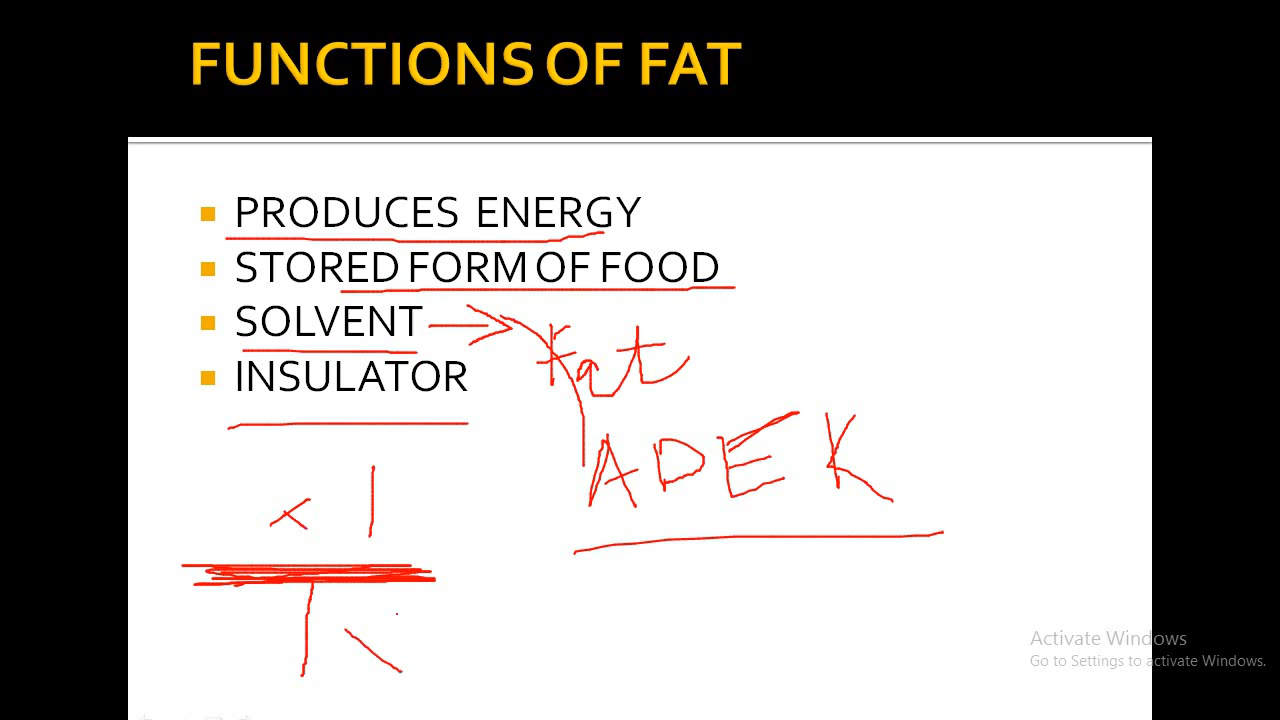 FUNCTIONS OF FAT
PRODUCES ENERGY
STORED FORM OF FOOD
SOLVENT
Fat
INSULATOR
ADEK
Activate Windows
Go to Settings to activate Windows.